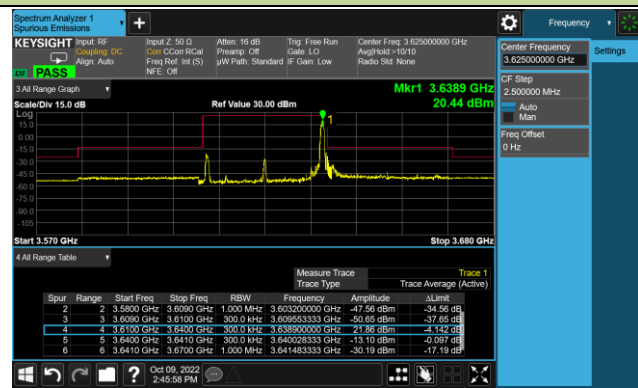 Spectrum Analyzer 1
Spurious Emissions
Frequency
KEYSIGHT
Input: RF
Coupling: DC
Align: Auto
Input Z: 50 Ω
Corr CCorr RCal
Freq Ref: Int (S)
NFE: Off
Atten: 16 dB
Preamp: Off
µW Path: Standard
Trig: Free Run
Gate: LO
IF Gain: Low
Center Freq: 3.625000000 GHz
Avg|Hold:>10/10
Radio Std: None
PASS
Center Frequency
3.625000000 GHz
Settings
CF Step
2.500000 MHz
Auto
Man
Freq Offset
0 Hz
3 All Range Graph
Mkr1 3.6389 GHz
Scale/Div 15.0 dB
Ref Value 30.00 dBm
20.44 dBm
Log
1
15.0
0.00
-15.0
-30.0
-45.0
-60.0
-75.0
-90.0
-105
Start 3.570 GHz
Stop 3.680 GHz
4 All Range Table
Measure Trace Trace 1
Trace Type Trace Average (Active)
Spur Range Start Freq Stop Freq RBW Frequency Amplitude ΔLimit
2 2 3.5800 GHz 3.6090 GHz 1.000 MHz 3.603200000 GHz -47.56 dBm -34.56 dB
3 3 3.6090 GHz 3.6100 GHz 300.0 kHz 3.609553333 GHz -50.65 dBm -37.65 dB
4 4 3.6100 GHz 3.6400 GHz 300.0 kHz 3.638900000 GHz 21.86 dBm -4.142 dB
5 5 3.6400 GHz 3.6410 GHz 300.0 kHz 3.640028333 GHz -13.10 dBm -0.097 dB
6 6 3.6410 GHz 3.6700 GHz 1.000 MHz 3.641483333 GHz -30.19 dBm -17.19 dB
?
Oct 09, 2022
2:45:58 PM